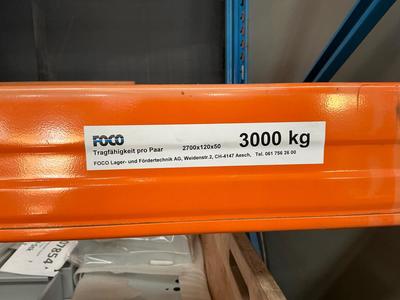 FOCO
Tragfähigkeit pro Paar 2700x120x50 3000 kg
FOCO Lager- und Fördertechnik AG, Weidenstr.2, CH-4147 Aesch, Tel. 061 756 26 00
07854